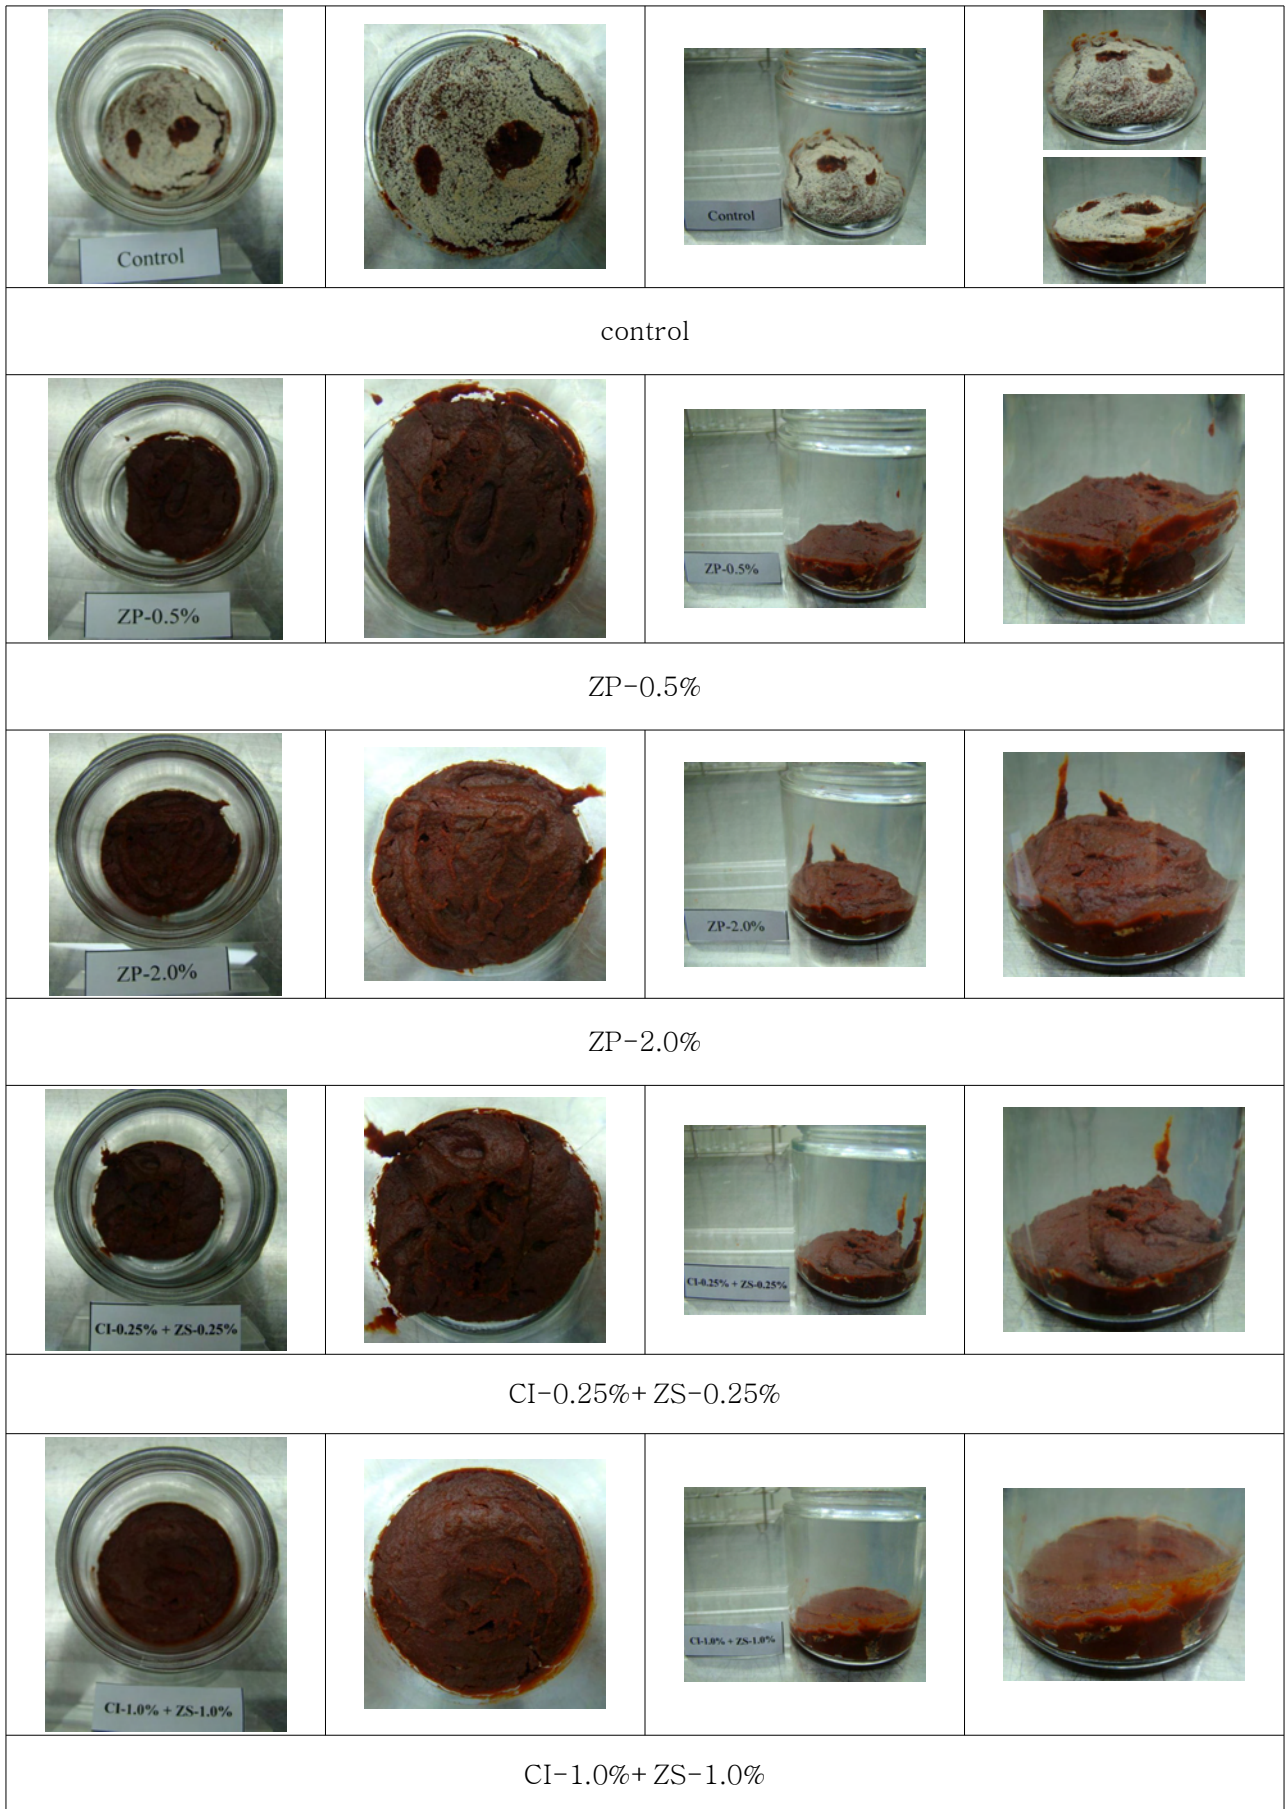 Control
Control
control
ZP-0.5%
ZP-0.5%
ZP-0.5%
ZP-2.0%
ZP-2.0%
ZP-2.0%
CI-0.25% + ZS-0.25%
CI-0.25% + ZS-0.25%
CI-0.25%+ ZS-0.25%
CI-1.0% + ZS-1.0%
CI-1.0% + ZS-1.0%
CI-1.0%+ ZS-1.0%